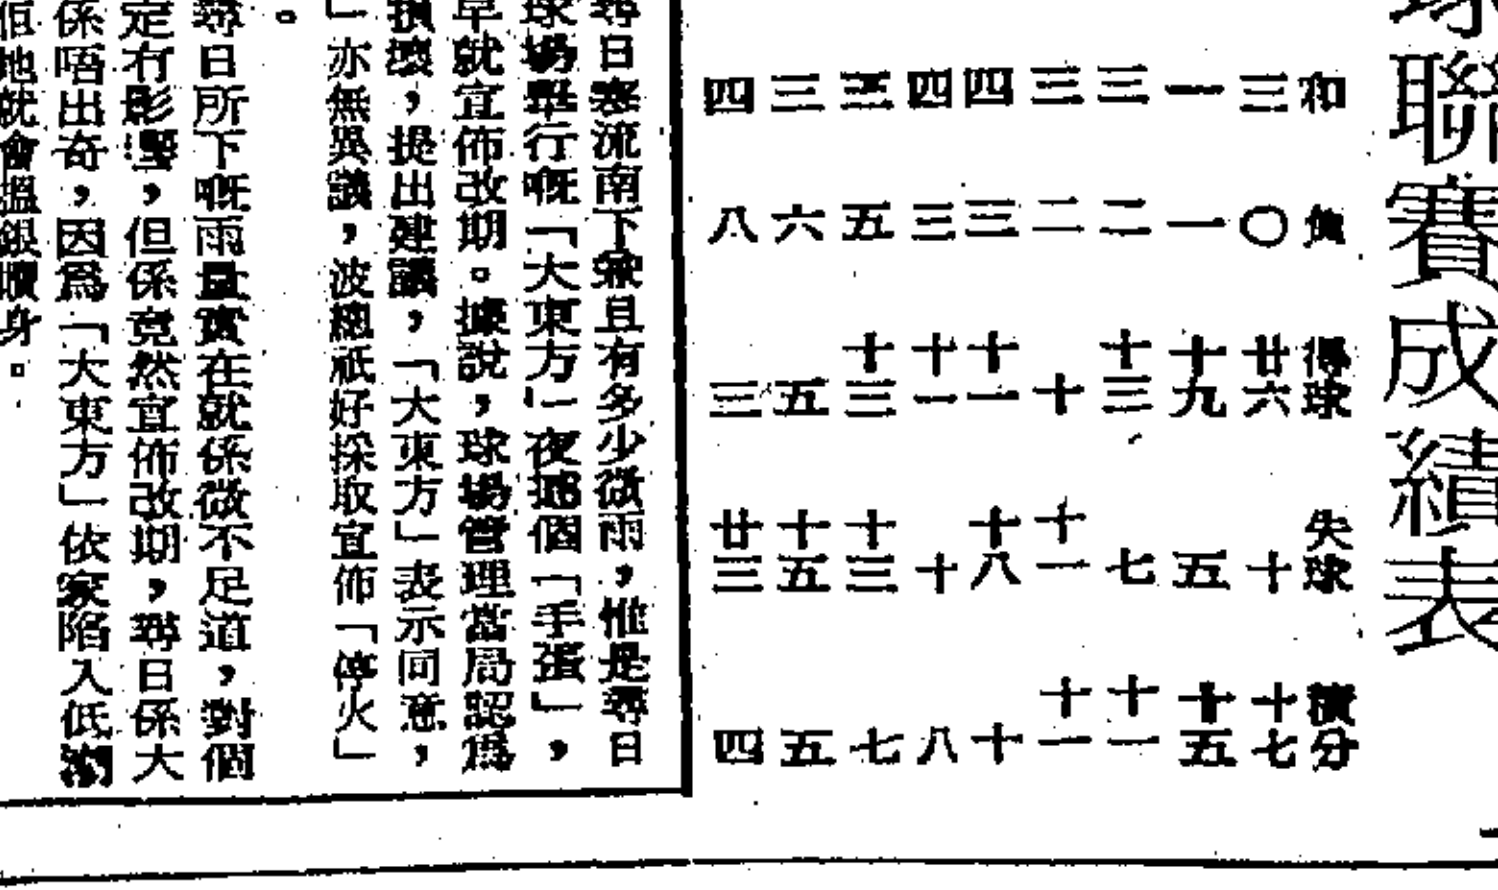 球聯賽成績表
和 負 得球 失球 積分
三 〇 廿六 十 十七
一 一 十九 五 十五
三 二 十三 七 十一
三 二 十 十一 十一
四 三 十一 十八 十
四 三 十一 十 八
三 五 十三 十三 七
三 六 五 十五 五
四 八 三 廿三 四
尋日寒流南下兼且有多少微雨，惟是尋日
球場舉行嘅「大東方」一夜撼個「手蛋」，
早就宣佈改期。據說，球場管理當局認爲
損壞，提出建議，「大東方」表示同意，
」亦無異議，波總祇好採取宣佈「停火」
。
尋日所下嘅雨量實在就係微不足道，對個
定有影響，但係竟然宣佈改期，尋日係大
係唔出奇，因爲「大東方」依家陷入低潮
佢地就會搵銀身。